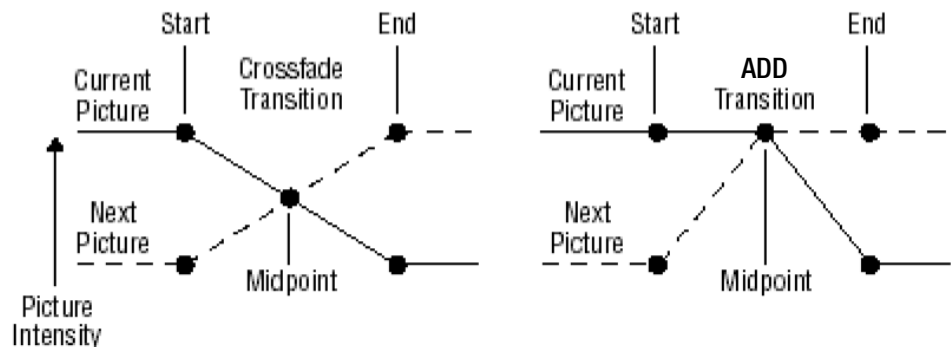 Start
End
Current
Picture
Crossfade
Transition
Next
Picture
Midpoint
Picture
Intensity
Start
End
Current
Picture
ADD
Transition
Next
Picture
Midpoint